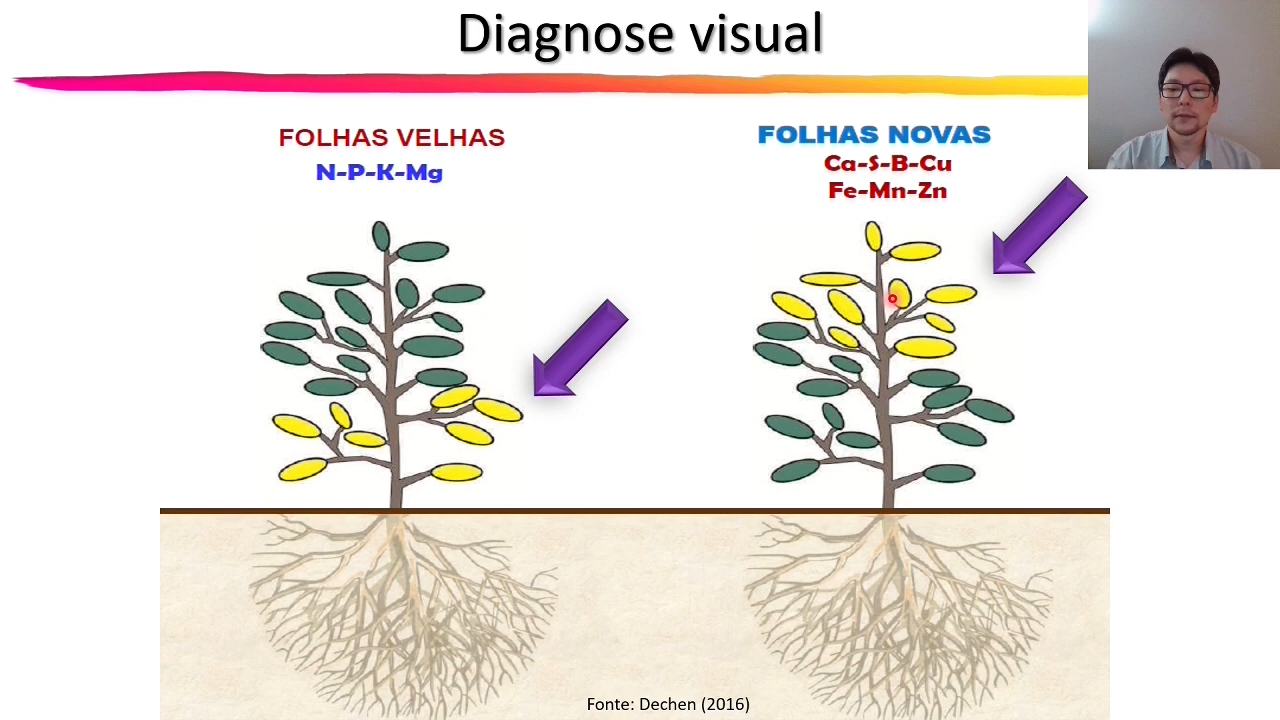 Diagnose visual
FOLHAS VELHAS
N-P-K-Mg
FOLHAS NOVAS
Ca-S-B-Cu
Fe-Mn-Zn
Fonte: Dechen (2016)